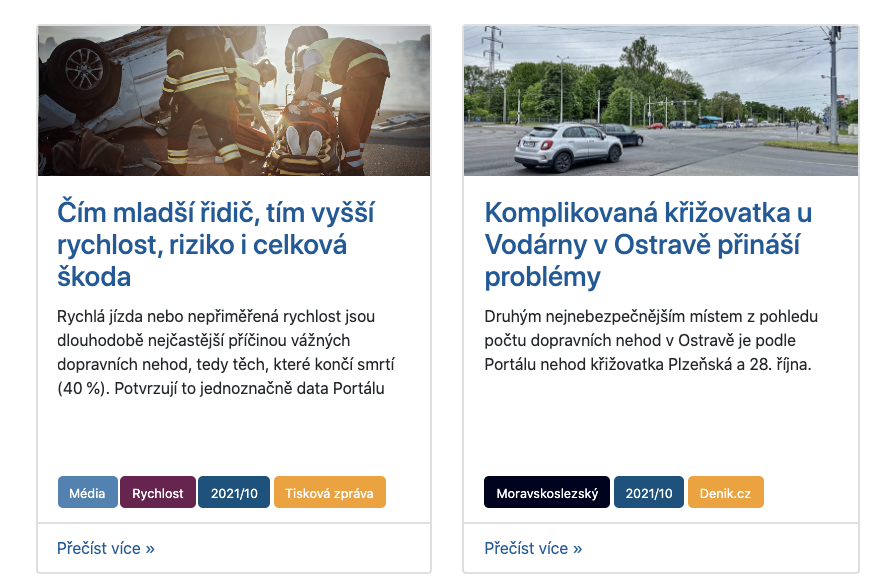 Čím mladší řidič, tím vyšší
rychlost, riziko i celková
škoda
Rychlá jízda nebo nepřiměřená rychlost jsou
dlouhodobě nejčastější příčinou vážných
dopravních nehod, tedy těch, které končí smrtí
(40 %). Potvrzují to jednoznačně data Portálu
Média
Rychlost
2021/10
Tisková zpráva
Přečíst více »
Komplikovaná křižovatka u
Vodárny v Ostravě přináší
problémy
Druhým nejnebezpečnějším místem z pohledu
počtu dopravních nehod v Ostravě je podle
Portálu nehod křižovatka Plzeňská a 28. října.
Moravskoslezský
2021/10
Denik.cz
Přečíst více »